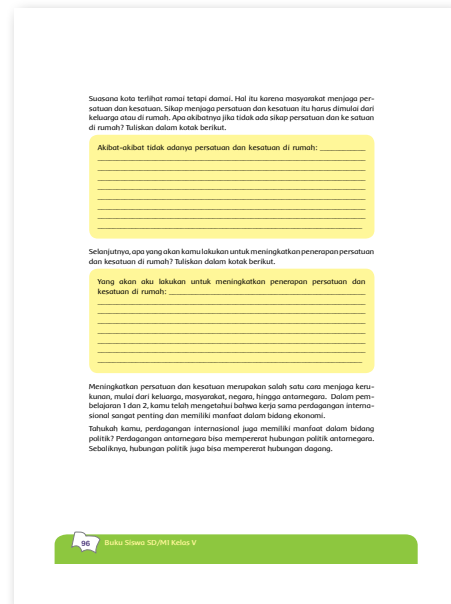 Suasana kota terlihat ramai tetapi damai. Hal itu karena masyarakat menjaga per-
satuan dan kesatuan. Sikap menjaga persatuan dan kesatuan itu harus dimulai dari
keluarga atau di rumah. Apa akibatnya jika tidak ada sikap persatuan dan ke satuan
di rumah? Tuliskan dalam kotak berikut.
Akibat-akibat tidak adanya persatuan dan kesatuan di rumah:
Selanjutnya, apa yang akan kamu lakukan untuk meningkatkan penerapan persatuan
dan kesatuan di rumah? Tuliskan dalam kotak berikut.
Yang akan aku lakukan untuk meningkatkan penerapan persatuan dan
kesatuan di rumah:
Meningkatkan persatuan dan kesatuan merupakan salah satu cara menjaga keru-
kunan, mulai dari keluarga, masyarakat, negara, hingga antarnegara. Dalam pem-
belajaran 1 dan 2, kamu telah mengetahui bahwa kerja sama perdagangan interna-
sional sangat penting dan memiliki manfaat dalam bidang ekonomi.
Tahukah kamu, perdagangan internasional juga memiliki manfaat dalam bidang
politik? Perdagangan antarnegara bisa mempererat hubungan politik antarnegara.
Sebaliknya, hubungan politik juga bisa mempererat hubungan dagang.
96 Buku Siswa SD/MI Kelas V